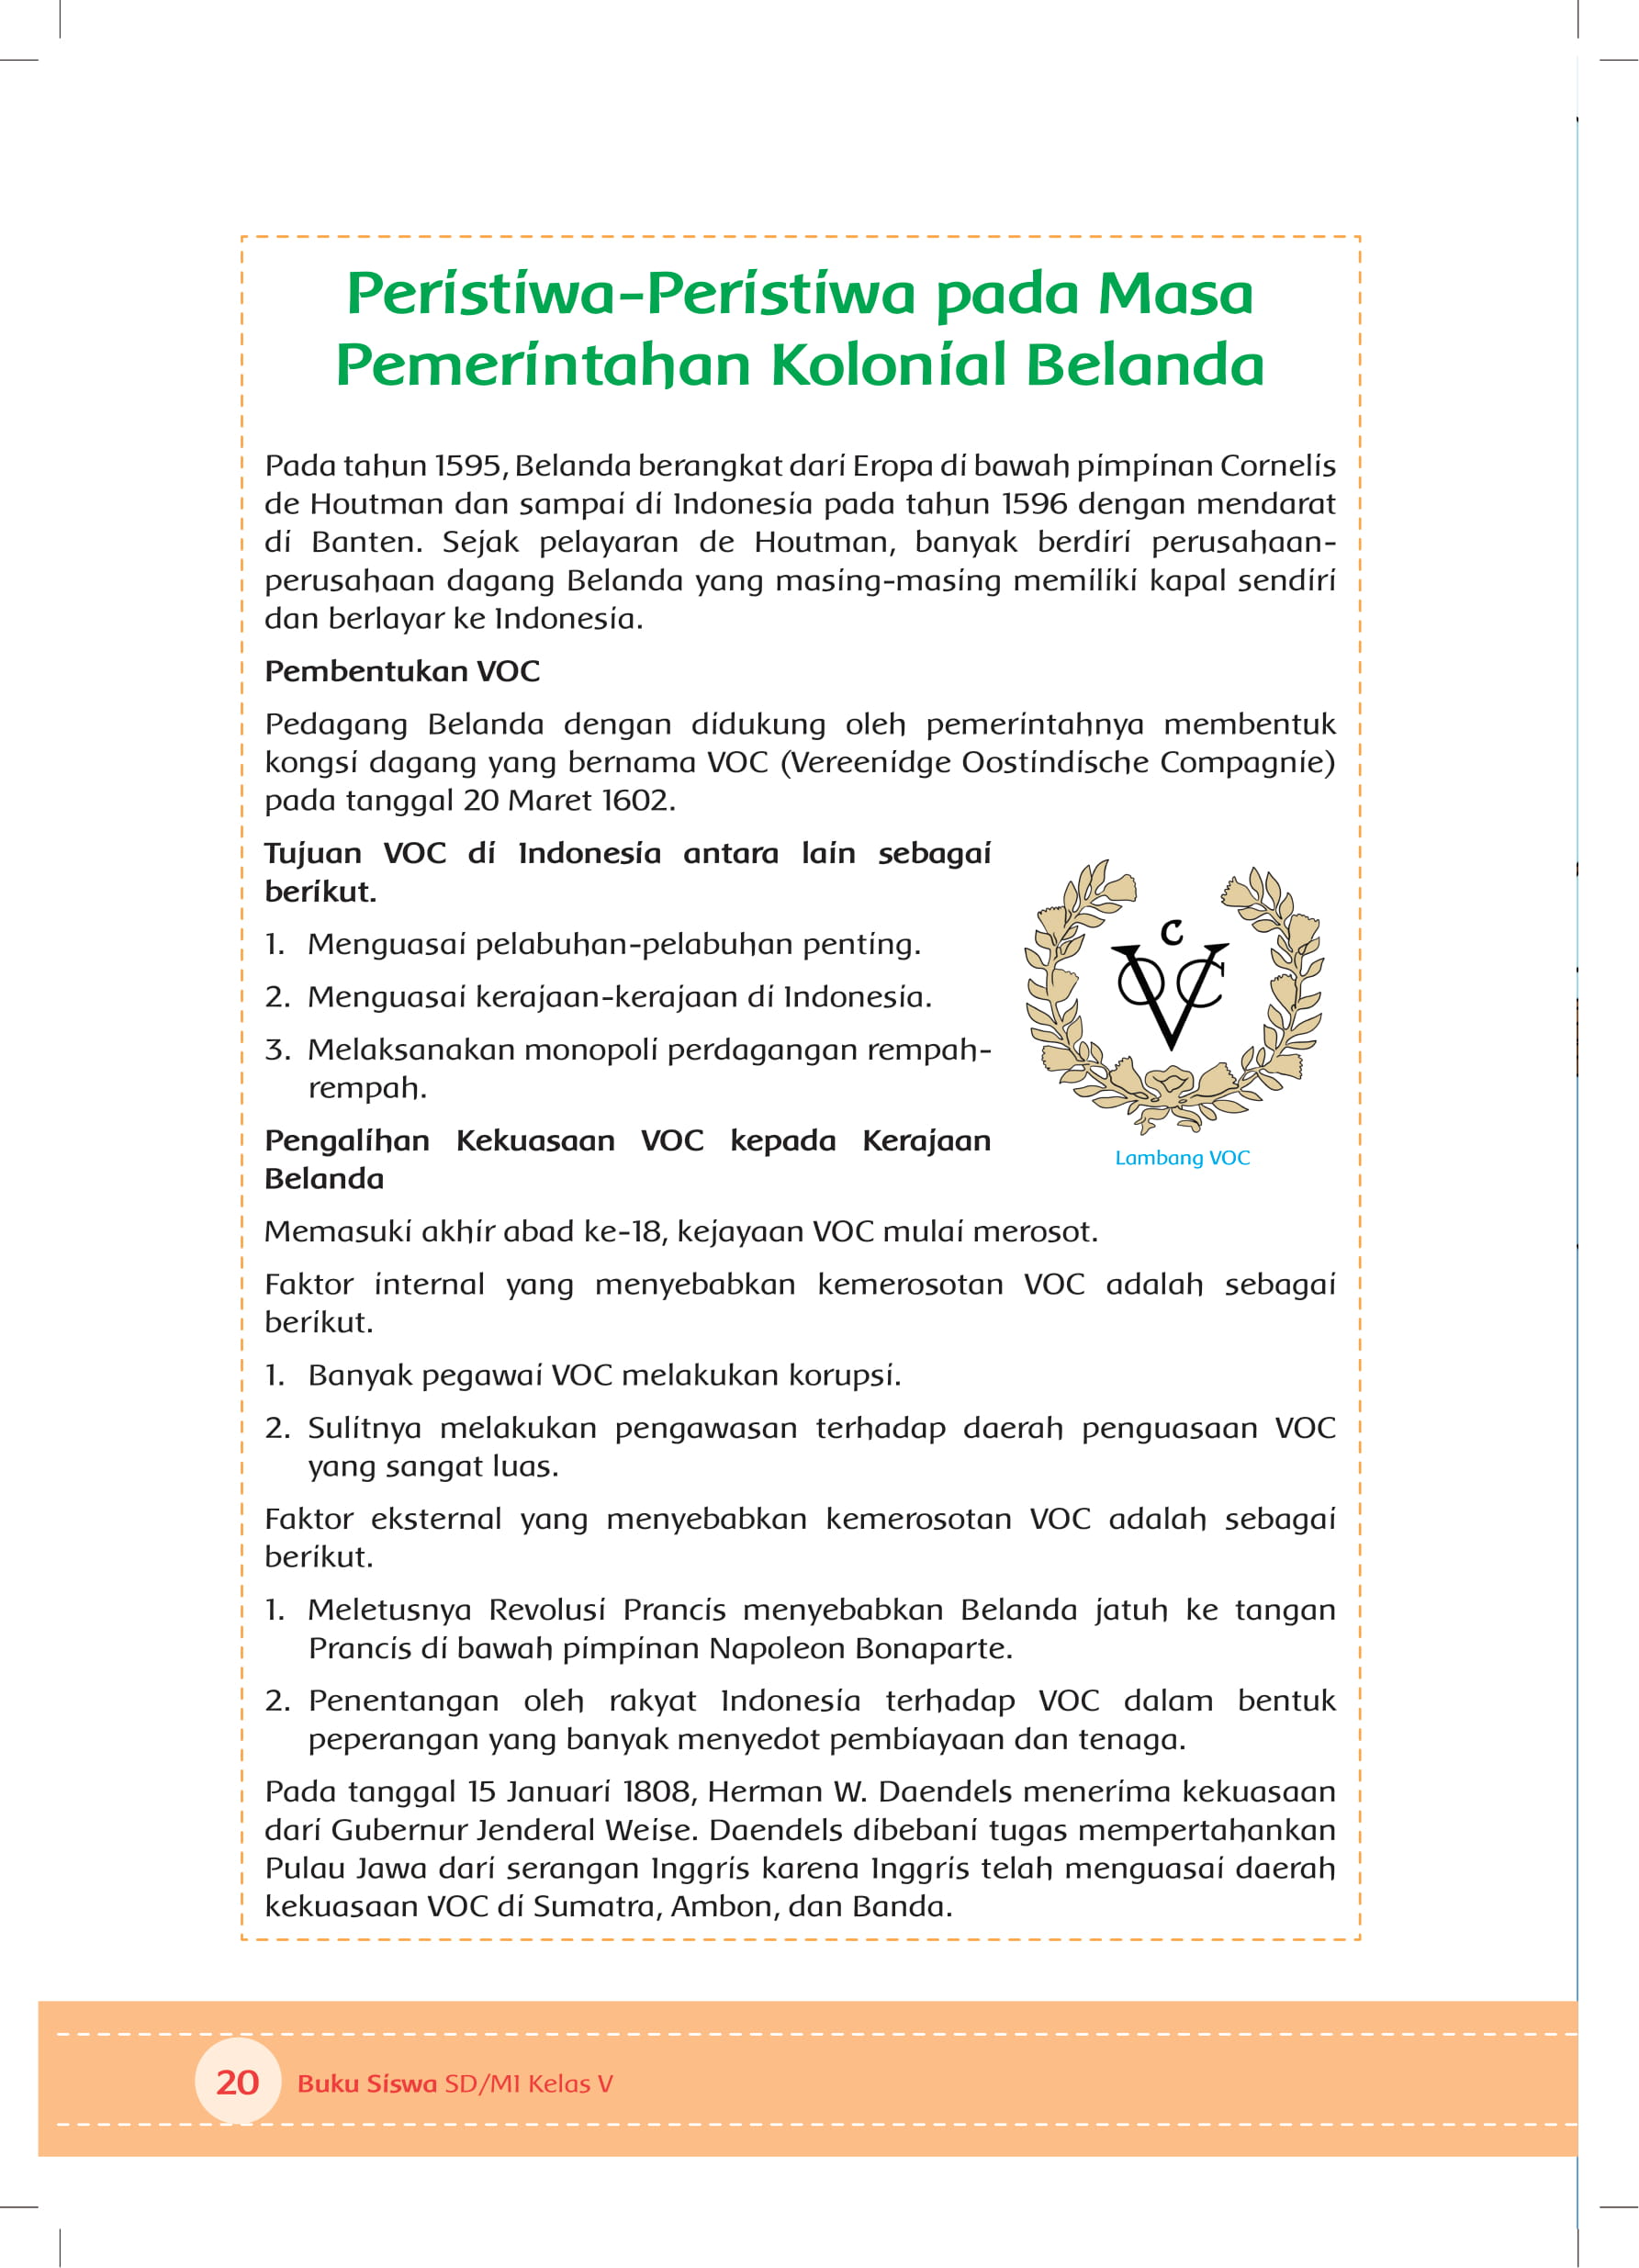 Peristiwa-Peristiwa pada Masa
Pemerintahan Kolonial Belanda
Pada tahun 1595, Belanda berangkat dari Eropa di bawah pimpinan Cornelis
de Houtman dan sampai di Indonesia pada tahun 1596 dengan mendarat
di Banten. Sejak pelayaran de Houtman, banyak berdiri perusahaan-
perusahaan dagang Belanda yang masing-masing memiliki kapal sendiri
dan berlayar ke Indonesia.
Pembentukan VOC
Pedagang Belanda dengan didukung oleh pemerintahnya membentuk
kongsi dagang yang bernama VOC (Vereenidge Oostindische Compagnie)
pada tanggal 20 Maret 1602.
Tujuan VOC di Indonesia antara lain sebagai
berikut.
1. Menguasai pelabuhan-pelabuhan penting.
2. Menguasai kerajaan-kerajaan di Indonesia.
3. Melaksanakan monopoli perdagangan rempah-
rempah.
C
VOC
Lambang VOC
Pengalihan Kekuasaan VOC kepada Kerajaan
Belanda
Memasuki akhir abad ke-18, kejayaan VOC mulai merosot.
Faktor internal yang menyebabkan kemerosotan VOC adalah sebagai
berikut.
1. Banyak pegawai VOC melakukan korupsi.
2. Sulitnya melakukan pengawasan terhadap daerah penguasaan VOC
yang sangat luas.
Faktor eksternal yang menyebabkan kemerosotan VOC adalah sebagai
berikut.
1. Meletusnya Revolusi Prancis menyebabkan Belanda jatuh ke tangan
Prancis di bawah pimpinan Napoleon Bonaparte.
2. Penentangan oleh rakyat Indonesia terhadap VOC dalam bentuk
peperangan yang banyak menyedot pembiayaan dan tenaga.
Pada tanggal 15 Januari 1808, Herman W. Daendels menerima kekuasaan
dari Gubernur Jenderal Weise. Daendels dibebani tugas mempertahankan
Pulau Jawa dari serangan Inggris karena Inggris telah menguasai daerah
kekuasaan VOC di Sumatra, Ambon, dan Banda.
20 Buku Siswa SD/MI Kelas V